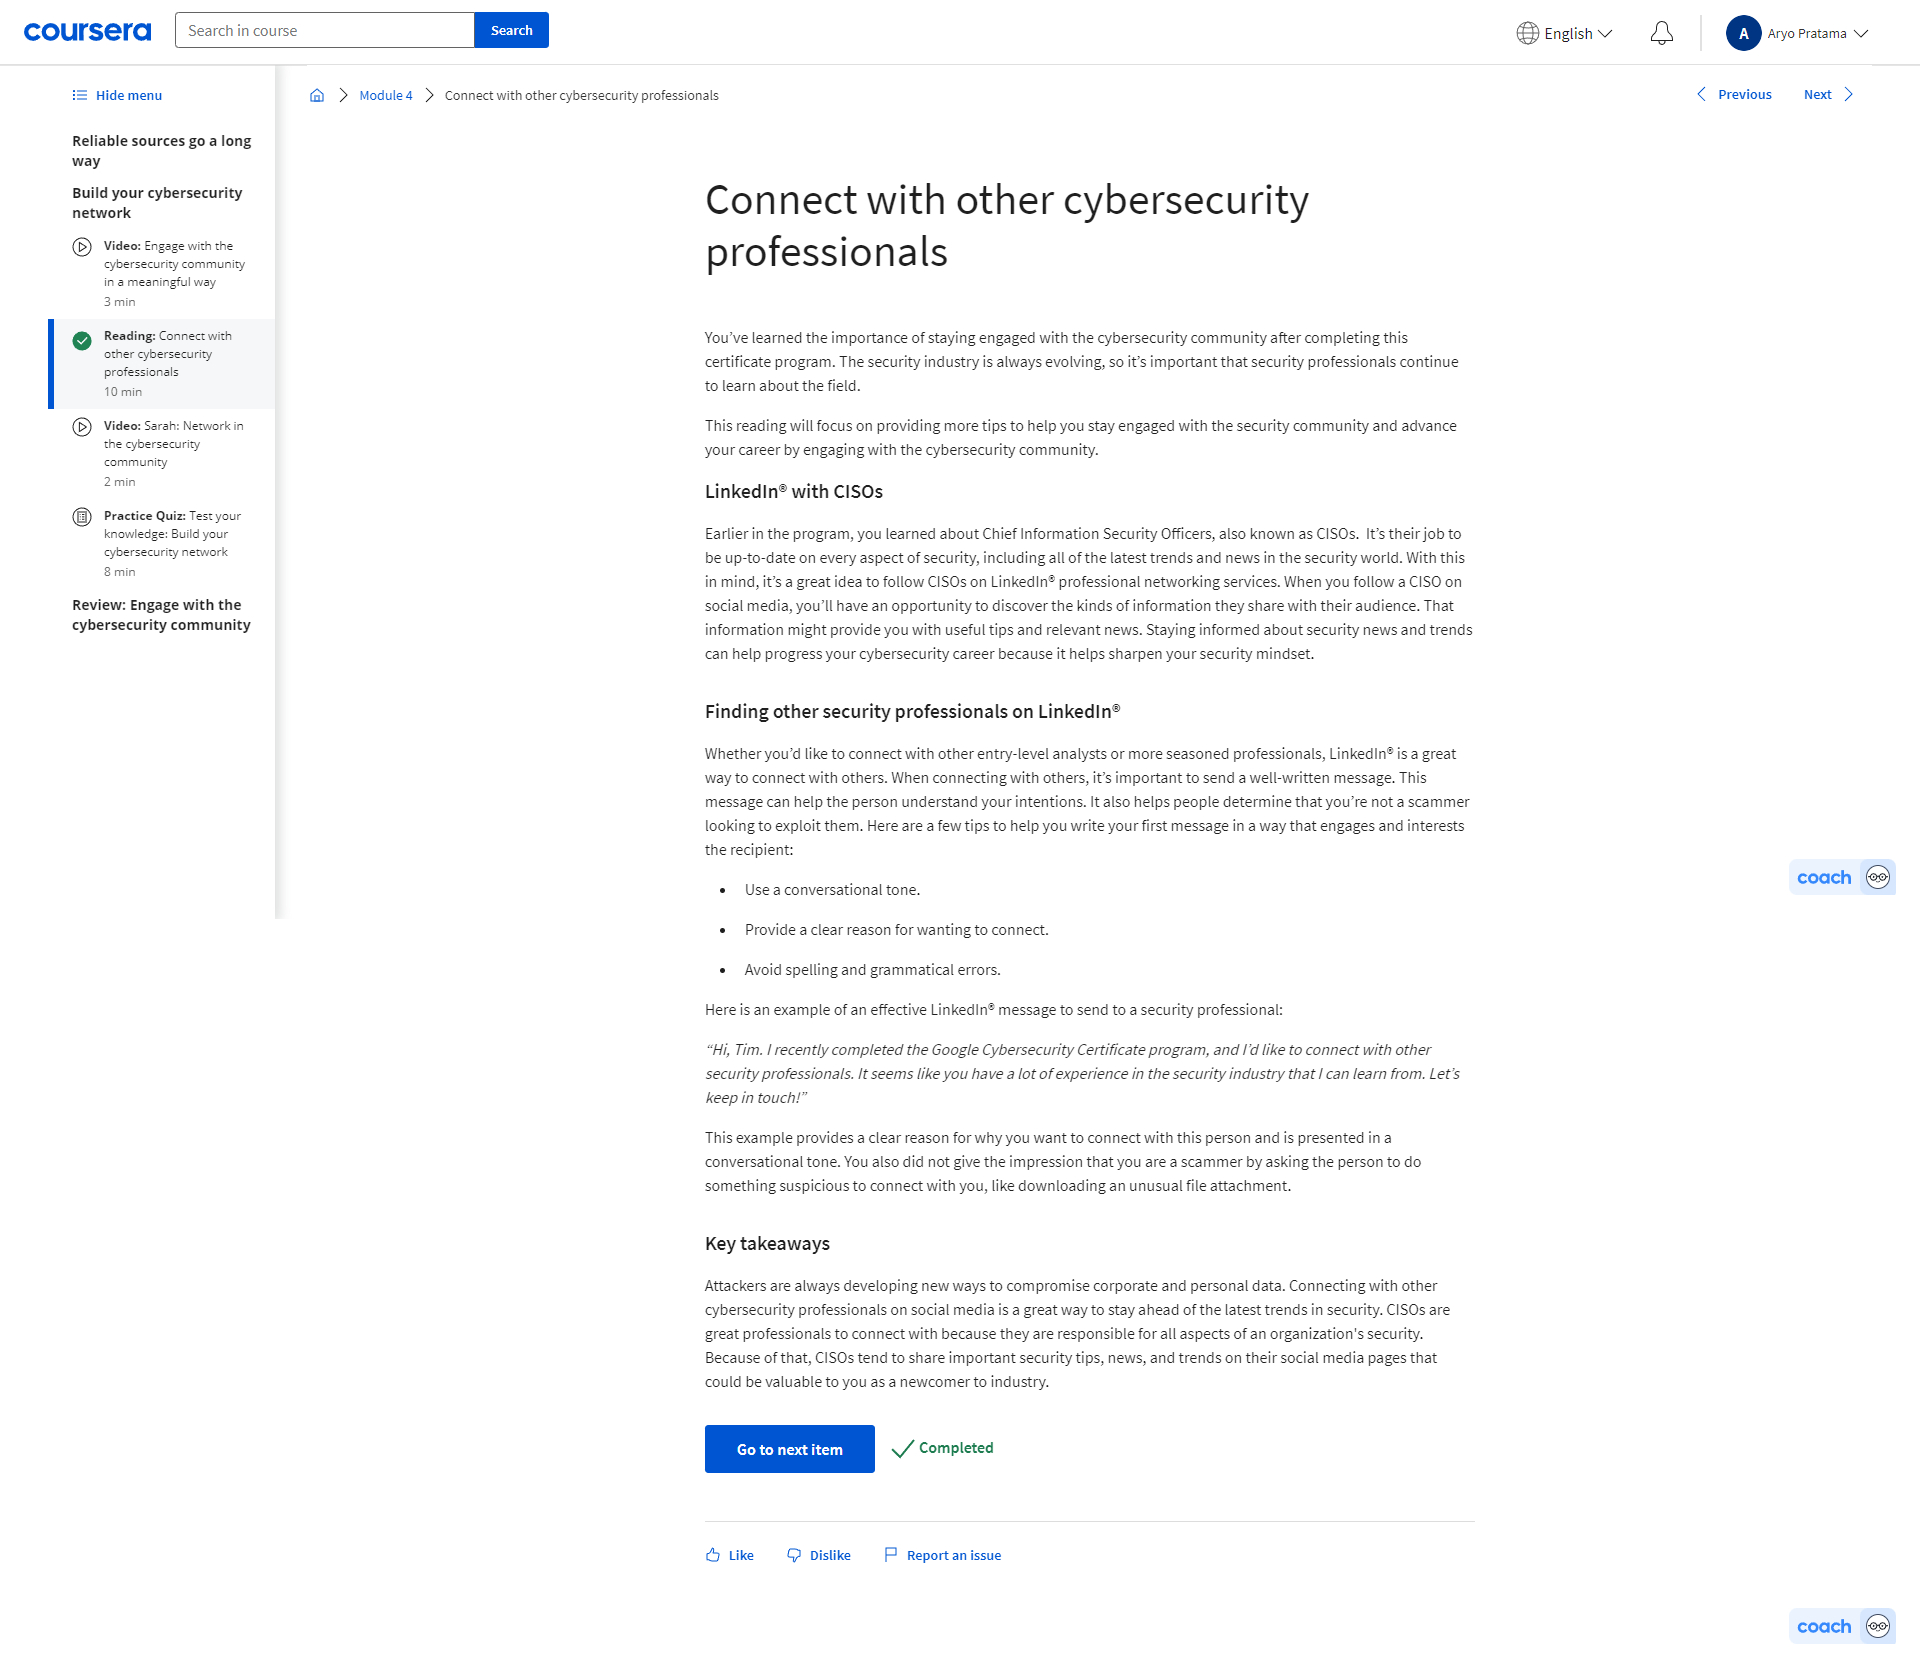 coursera
Search in course
Search
English
A
Aryo Pratama
Hide menu
Reliable sources go a long
way
Build your cybersecurity
network
Video: Engage with the
cybersecurity community
in a meaningful way
3 min
Reading: Connect with
other cybersecurity
professionals
10 min
Video: Sarah: Network in
the cybersecurity
community
2 min
Practice Quiz: Test your
knowledge: Build your
cybersecurity network
8 min
Review: Engage with the
cybersecurity community
Module 4
Connect with other cybersecurity professionals
Previous
Next
Connect with other cybersecurity
professionals
You’ve learned the importance of staying engaged with the cybersecurity community after completing this
certificate program. The security industry is always evolving, so it’s important that security professionals continue
to learn about the field.
This reading will focus on providing more tips to help you stay engaged with the security community and advance
your career by engaging with the cybersecurity community.
LinkedIn® with CISOs
Earlier in the program, you learned about Chief Information Security Officers, also known as CISOs.  It’s their job to
be up-to-date on every aspect of security, including all of the latest trends and news in the security world. With this
in mind, it’s a great idea to follow CISOs on LinkedIn® professional networking services. When you follow a CISO on
social media, you’ll have an opportunity to discover the kinds of information they share with their audience. That
information might provide you with useful tips and relevant news. Staying informed about security news and trends
can help progress your cybersecurity career because it helps sharpen your security mindset.
Finding other security professionals on LinkedIn®
Whether you’d like to connect with other entry-level analysts or more seasoned professionals, LinkedIn® is a great
way to connect with others. When connecting with others, it’s important to send a well-written message. This
message can help the person understand your intentions. It also helps people determine that you’re not a scammer
looking to exploit them. Here are a few tips to help you write your first message in a way that engages and interests
the recipient:
• Use a conversational tone.
• Provide a clear reason for wanting to connect.
• Avoid spelling and grammatical errors.
Here is an example of an effective LinkedIn® message to send to a security professional:
“Hi, Tim. I recently completed the Google Cybersecurity Certificate program, and I’d like to connect with other
security professionals. It seems like you have a lot of experience in the security industry that I can learn from. Let’s
keep in touch!”
This example provides a clear reason for why you want to connect with this person and is presented in a
conversational tone. You also did not give the impression that you are a scammer by asking the person to do
something suspicious to connect with you, like downloading an unusual file attachment.
Key takeaways
Attackers are always developing new ways to compromise corporate and personal data. Connecting with other
cybersecurity professionals on social media is a great way to stay ahead of the latest trends in security. CISOs are
great professionals to connect with because they are responsible for all aspects of an organization's security.
Because of that, CISOs tend to share important security tips, news, and trends on their social media pages that
could be valuable to you as a newcomer to industry.
Go to next item
Completed
Like
Dislike
Report an issue
coach
coach